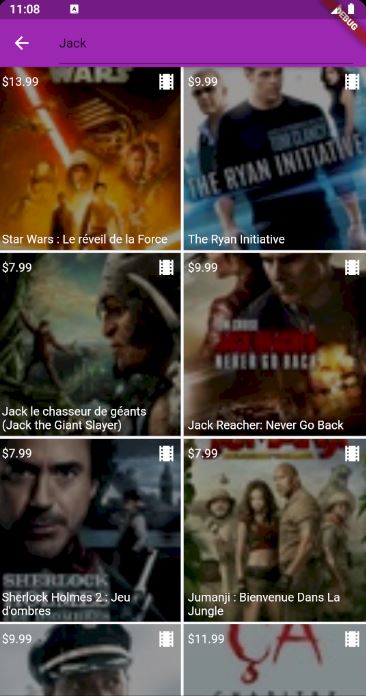 11:08
A
DEBUG
Jack
$13.99
WARS
Star Wars : Le réveil de la Force
$9.99
TOM CLANCY
THE RYAN INITIATIVE
The Ryan Initiative
$7.99
Jack le chasseur de géants
(Jack the Giant Slayer)
$9.99
TOM CRUISE
JACK REACHER
NEVER GO BACK
Jack Reacher: Never Go Back
$7.99
SHERLOCK
Sherlock Holmes 2 : Jeu
d'ombres
$7.99
JUMANJI
Jumanji : Bienvenue Dans La
Jungle
$9.99
$11.99
ÇA